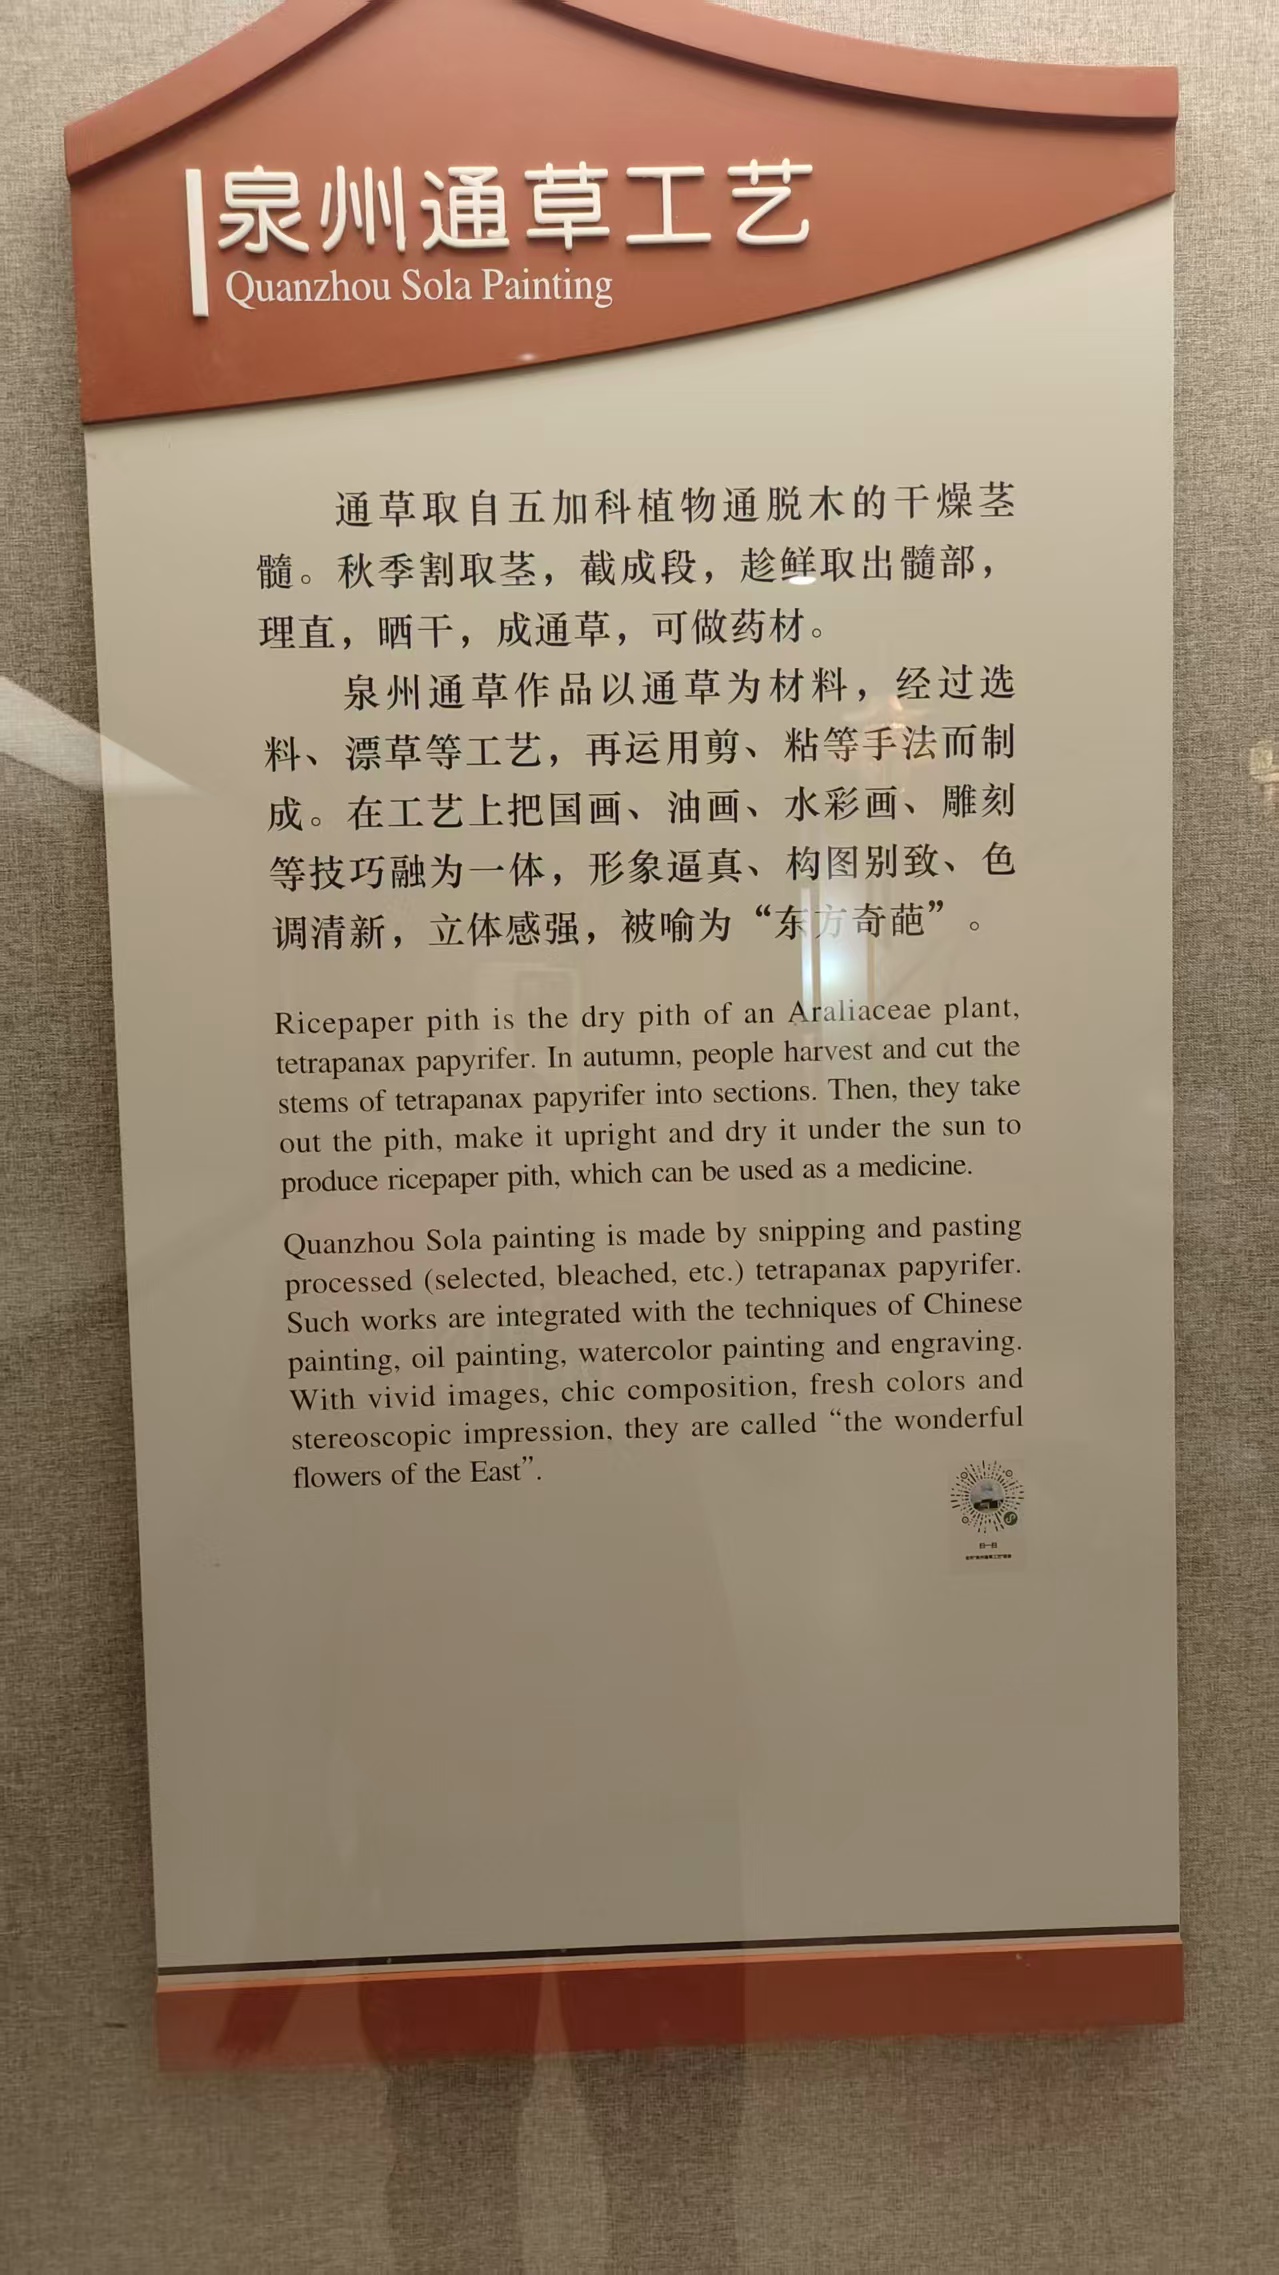 泉州通草工艺
Quanzhou Sola Painting
通草取自五加科植物通脱木的干燥茎
髓。秋季割取茎，截成段，趁鲜取出髓部，
理直，晒干，成通草，可做药材。
泉州通草作品以通草为材料，经过选
料、漂草等工艺，再运用剪、粘等手法而制
成。在工艺上把国画、油画、水彩画、雕刻
等技巧融为一体，形象逼真、构图别致、色
调清新，立体感强，被喻为“东方奇葩”。
Ricepaper pith is the dry pith of an Araliaceae plant,
tetrapanax papyrifer. In autumn, people harvest and cut the
stems of tetrapanax papyrifer into sections. Then, they take
out the pith, make it upright and dry it under the sun to
produce ricepaper pith, which can be used as a medicine.
Quanzhou Sola painting is made by snipping and pasting
processed (selected, bleached, etc.) tetrapanax papyrifer.
Such works are integrated with the techniques of Chinese
painting, oil painting, watercolor painting and engraving.
With vivid images, chic composition, fresh colors and
stereoscopic impression, they are called “the wonderful
flowers of the East”.
扫一扫